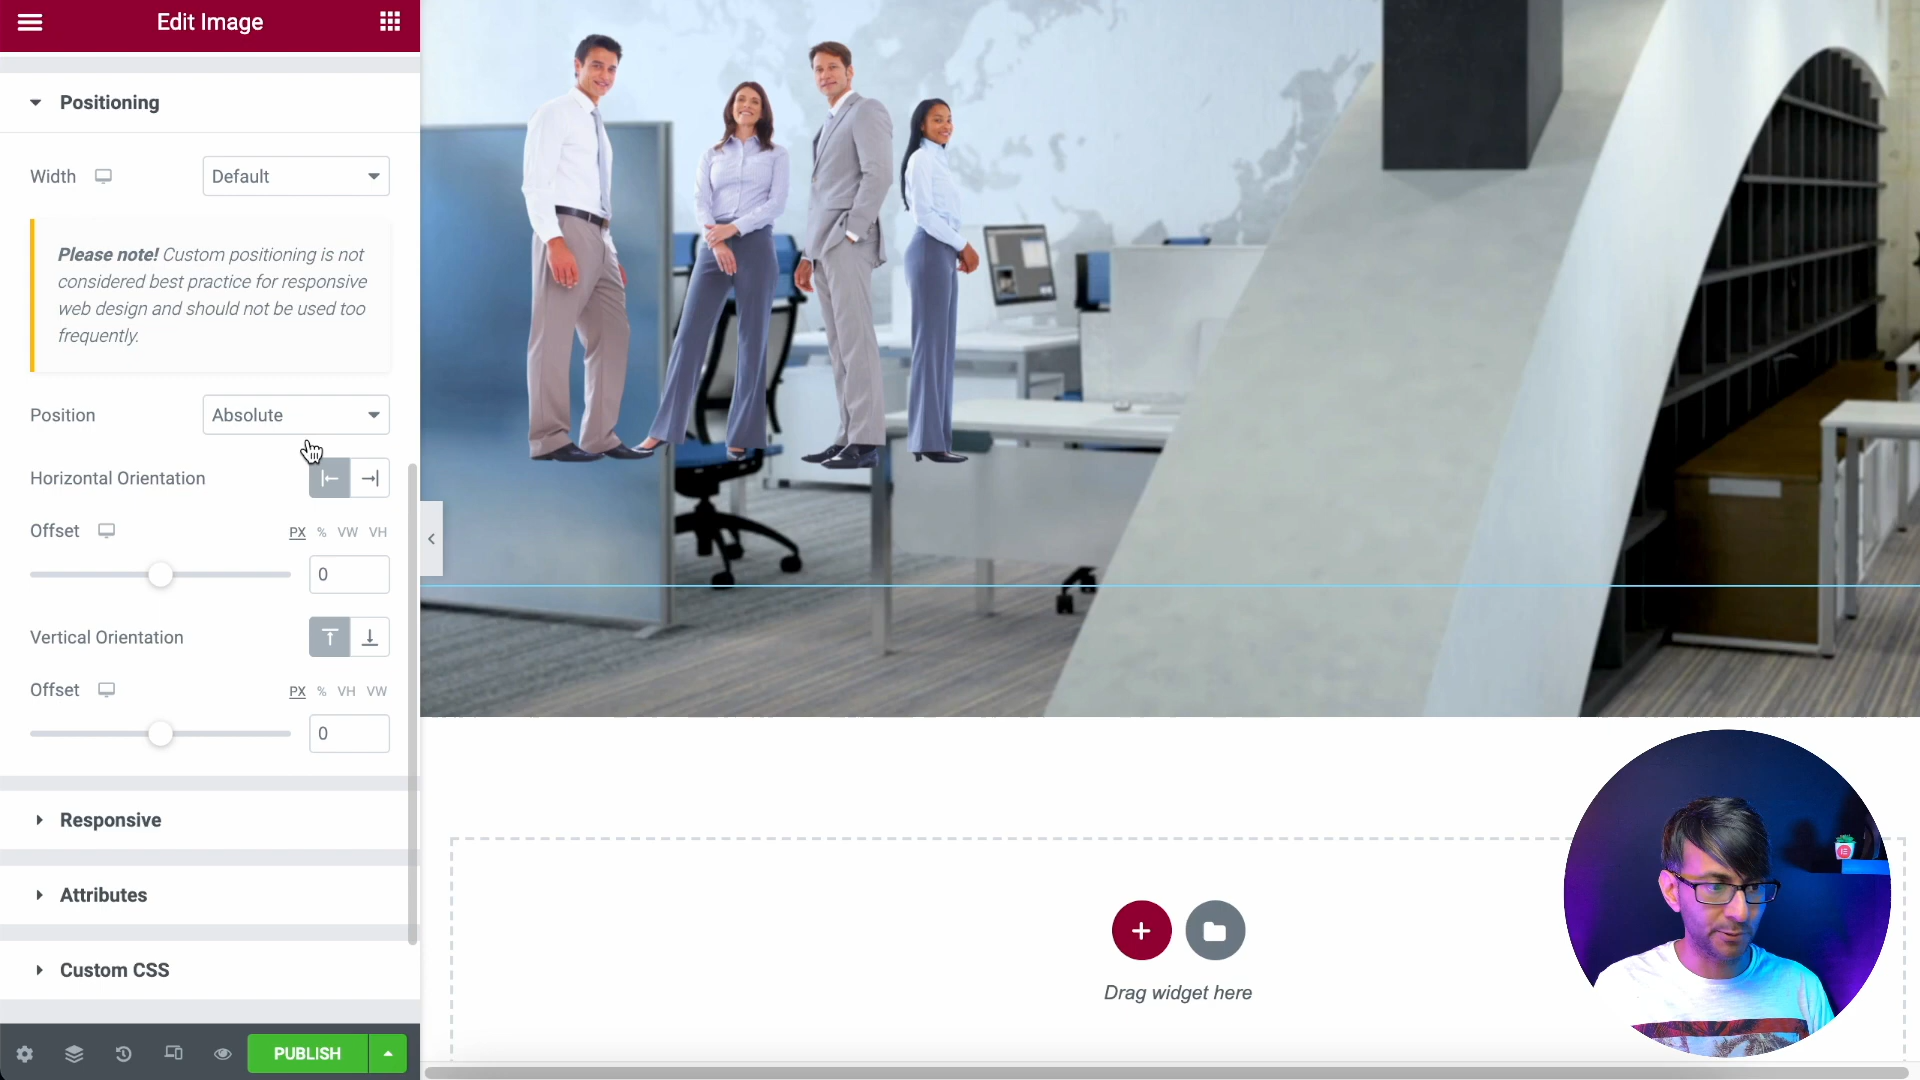 Edit Image
Positioning
Width
Default
Please note! Custom positioning is not
considered best practice for responsive
web design and should not be used too
frequently.
Position
Absolute
Horizontal Orientation
Offset
PX % VW VH
0
Vertical Orientation
Offset
PX % VH VW
0
Responsive
Attributes
Custom CSS
PUBLISH
Drag widget here